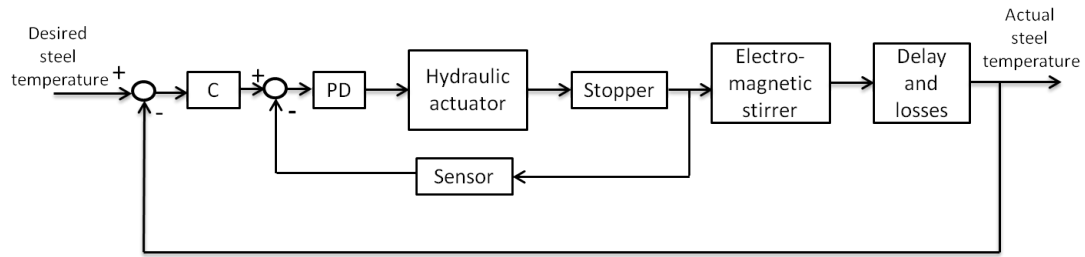 Desired
steel
temperature
+
-
C
+
-
PD
Hydraulic
actuator
Stopper
Sensor
Electro-
magnetic
stirrer
Delay
and
losses
Actual
steel
temperature